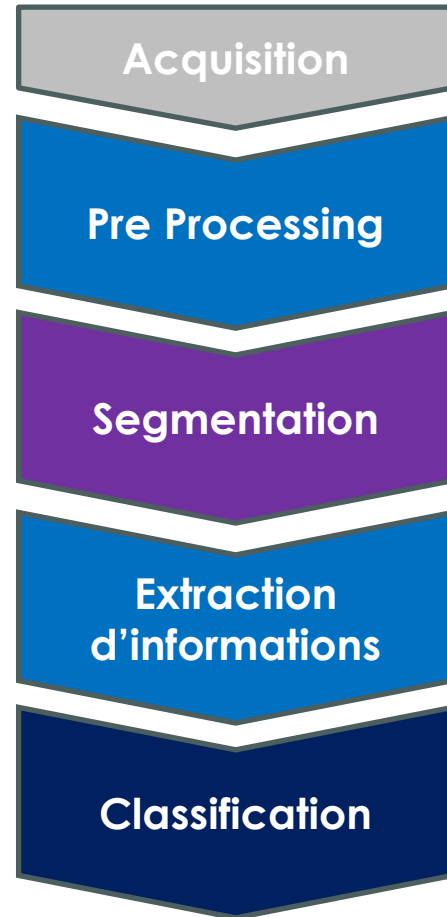 Acquisition
Pre Processing
Segmentation
Extraction
d’informations
Classification